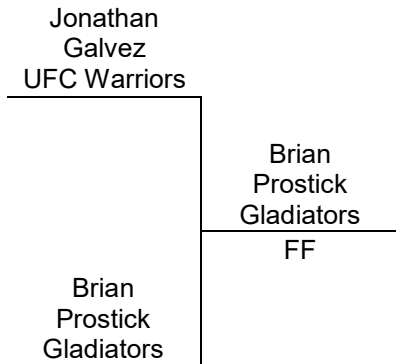 Jonathan
Galvez
UFC Warriors
Brian
Prostick
Gladiators
FF
Brian
Prostick
Gladiators